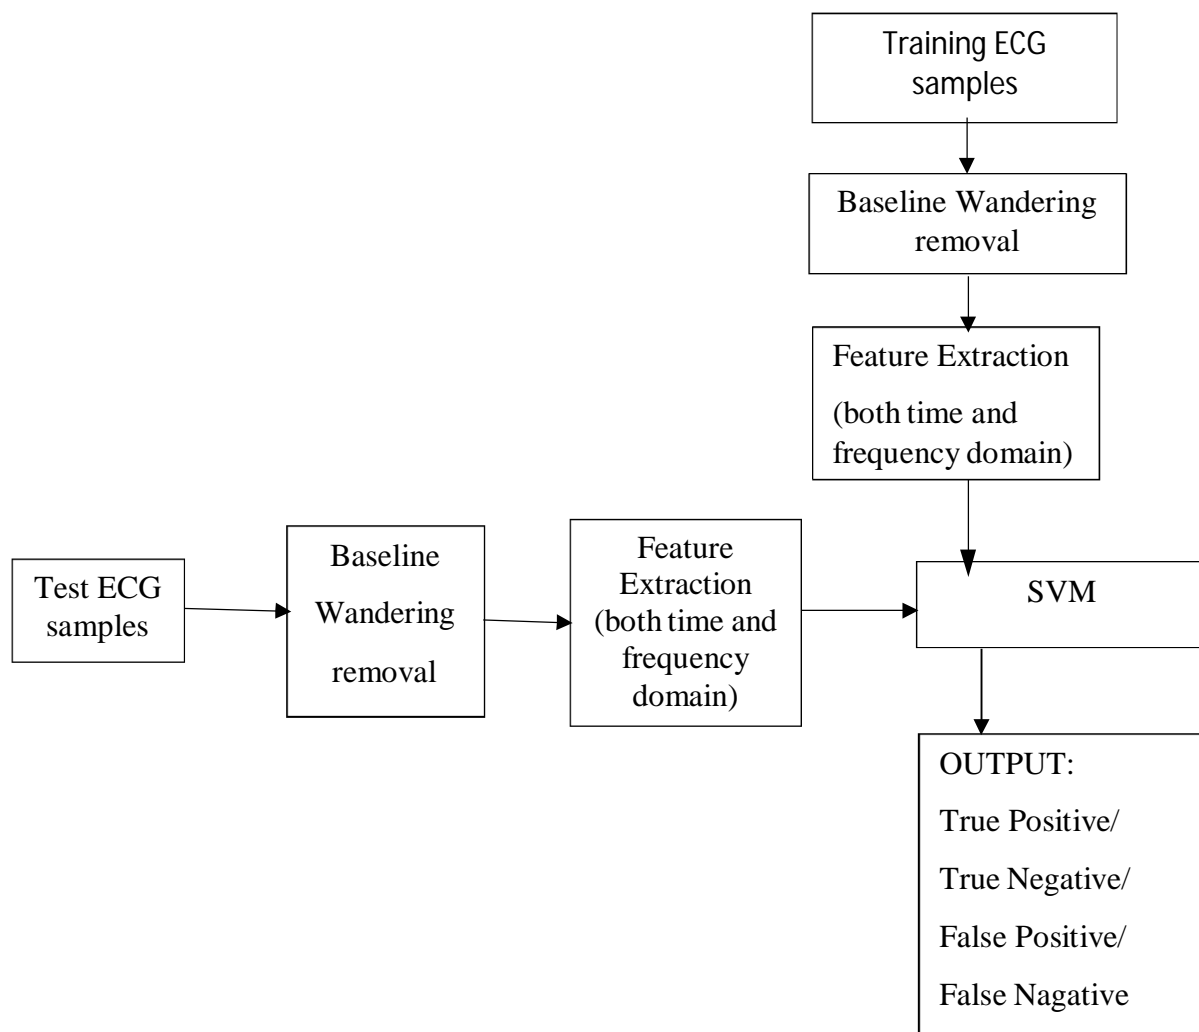 Training ECG
samples
Baseline Wandering
removal
Feature Extraction
(both time and
frequency domain)
Test ECG
samples
Baseline
Wandering
removal
Feature
Extraction
(both time and
frequency
domain)
SVM
OUTPUT:
True Positive/
True Negative/
False Positive/
False Nagative